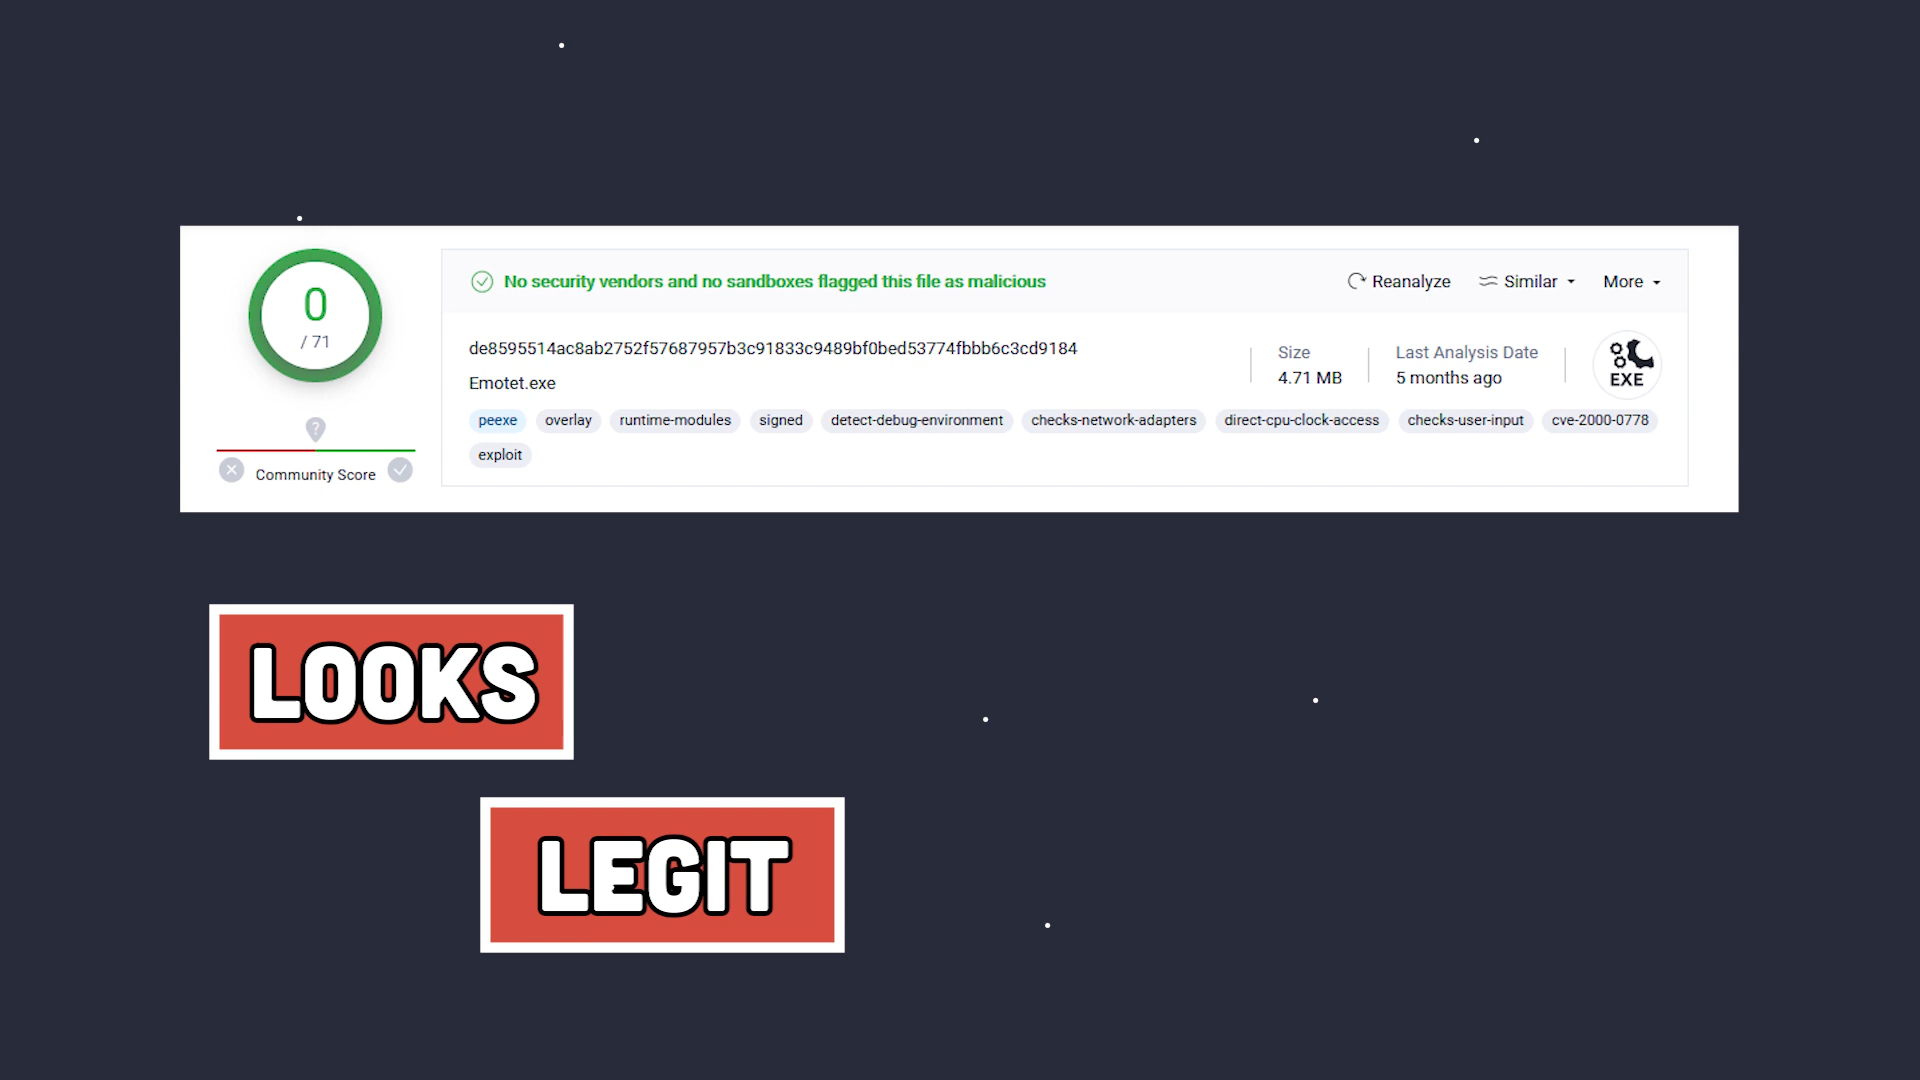 0
/ 71
Community Score
No security vendors and no sandboxes flagged this file as malicious
Reanalyze
Similar
More
de8595514ac8ab2752f57687957b3c91833c9489bf0bed53774fbbb6c3cd9184
Emotet.exe
Size
4.71 MB
Last Analysis Date
5 months ago
EXE
peexe overlay runtime-modules signed detect-debug-environment checks-network-adapters direct-cpu-clock-access checks-user-input cve-2000-0778
exploit
LOOKS
LEGIT